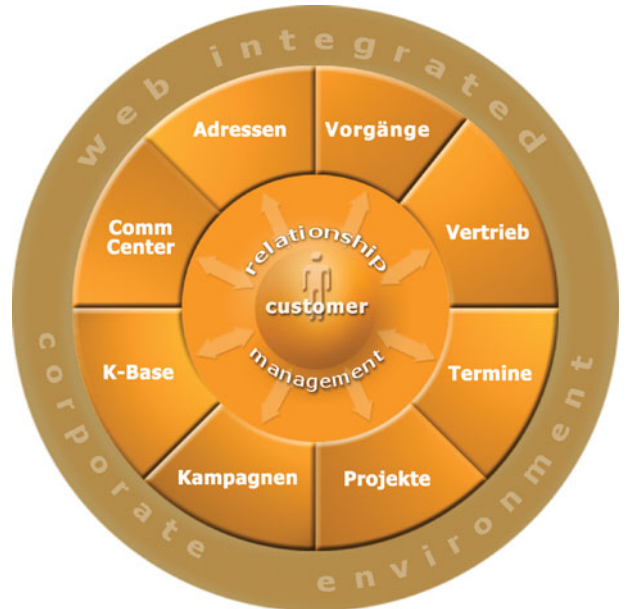 web integrated
Adressen
Vorgänge
Comm
Center
Vertrieb
relationship
customer
management
K-Base
Termine
Kampagnen
Projekte
corporate environment